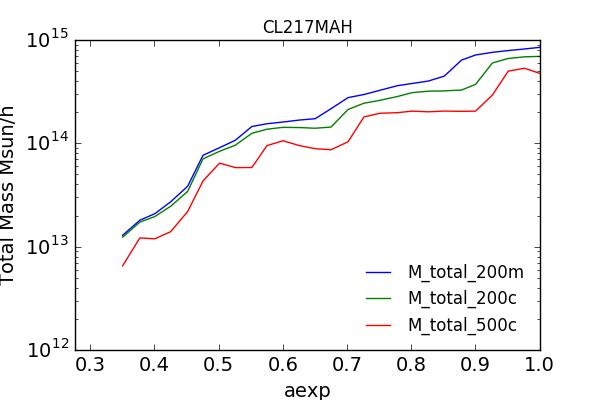 CL217MAH
Total Mass Msun/h
10^15
10^14
10^13
10^12
M_total_200m
M_total_200c
M_total_500c
0.3 0.4 0.5 0.6 0.7 0.8 0.9 1.0
aexp